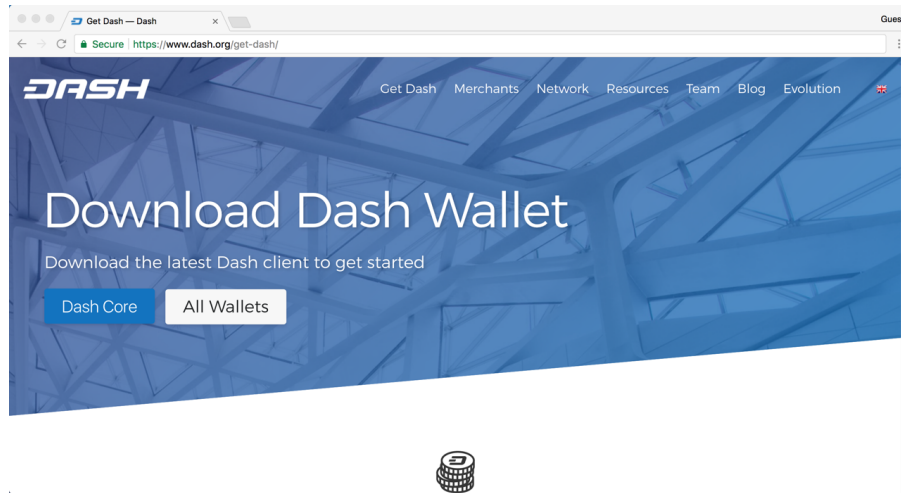 Get Dash — Dash
Gues
Secure https://www.dash.org/get-dash/
DASH
Get Dash Merchants Network Resources Team Blog Evolution
Download Dash Wallet
Download the latest Dash client to get started
Dash Core All Wallets